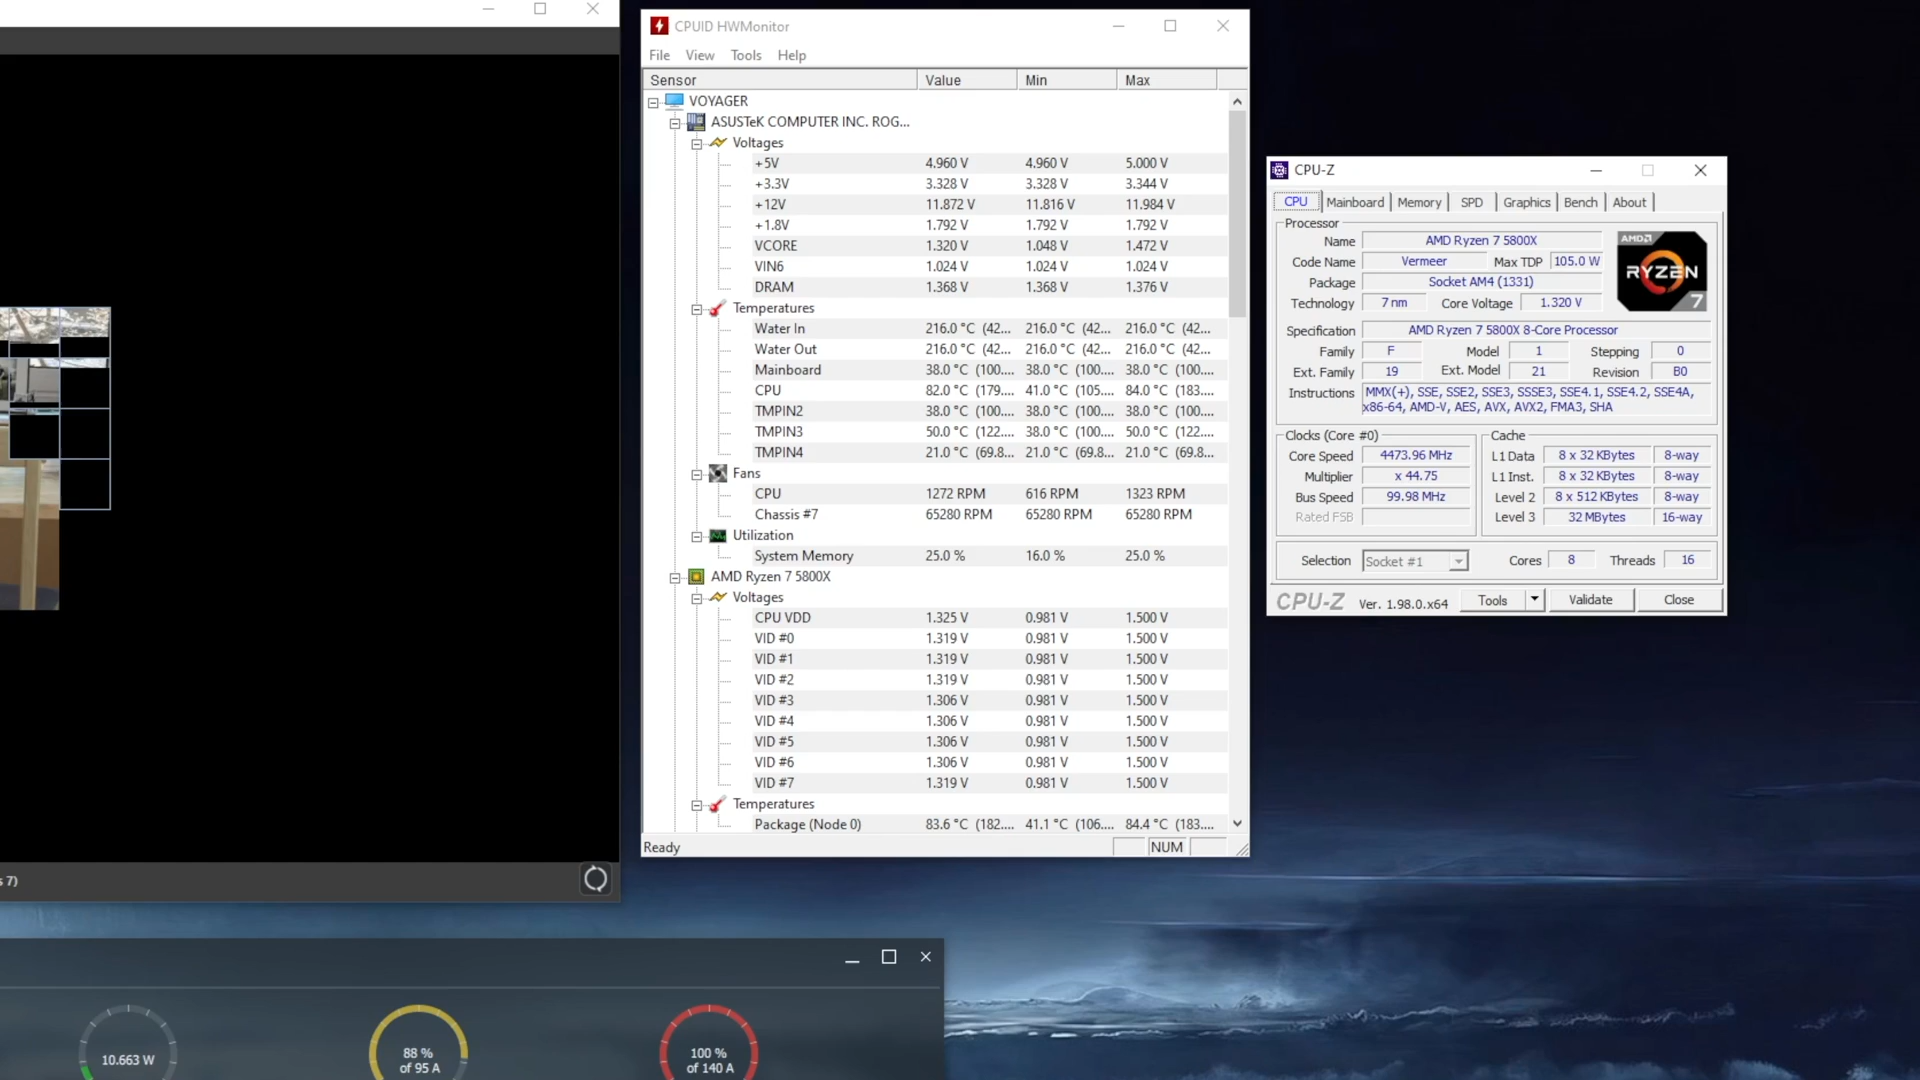 CPUID HWMonitor
File View Tools Help
Sensor Value Min Max
VOYAGER
ASUSTeK COMPUTER INC. ROG...
Voltages
+5V 4.960 V 4.960 V 5.000 V
+3.3V 3.328 V 3.328 V 3.344 V
+12V 11.872 V 11.816 V 11.984 V
+1.8V 1.792 V 1.792 V 1.792 V
VCORE 1.320 V 1.048 V 1.472 V
VIN6 1.024 V 1.024 V 1.024 V
DRAM 1.368 V 1.368 V 1.376 V
Temperatures
Water In 216.0 °C (42... 216.0 °C (42... 216.0 °C (42...
Water Out 216.0 °C (42... 216.0 °C (42... 216.0 °C (42...
Mainboard 38.0 °C (100.... 38.0 °C (100.... 38.0 °C (100....
CPU 82.0 °C (179.... 41.0 °C (105.... 84.0 °C (183....
TMPIN2 38.0 °C (100.... 38.0 °C (100.... 38.0 °C (100....
TMPIN3 50.0 °C (122.... 38.0 °C (100.... 50.0 °C (122....
TMPIN4 21.0 °C (69.8... 21.0 °C (69.8... 21.0 °C (69.8...
Fans
CPU 1272 RPM 616 RPM 1323 RPM
Chassis #7 65280 RPM 65280 RPM 65280 RPM
Utilization
System Memory 25.0 % 16.0 % 25.0 %
AMD Ryzen 7 5800X
Voltages
CPU VDD 1.325 V 0.981 V 1.500 V
VID #0 1.319 V 0.981 V 1.500 V
VID #1 1.319 V 0.981 V 1.500 V
VID #2 1.319 V 0.981 V 1.500 V
VID #3 1.306 V 0.981 V 1.500 V
VID #4 1.306 V 0.981 V 1.500 V
VID #5 1.306 V 0.981 V 1.500 V
VID #6 1.306 V 0.981 V 1.500 V
VID #7 1.319 V 0.981 V 1.500 V
Temperatures
Package (Node 0) 83.6 °C (182.... 41.1 °C (106.... 84.4 °C (183....
Ready NUM
CPU-Z
CPU Mainboard Memory SPD Graphics Bench About
Processor
Name AMD Ryzen 7 5800X
Code Name Vermeer Max TDP 105.0 W
Package Socket AM4 (1331)
Technology 7 nm Core Voltage 1.320 V
AMD
RYZEN
7
Specification AMD Ryzen 7 5800X 8-Core Processor
Family F Model 1 Stepping 0
Ext. Family 19 Ext. Model 21 Revision B0
Instructions MMX(+), SSE, SSE2, SSE3, SSSE3, SSE4.1, SSE4.2, SSE4A,
x86-64, AMD-V, AES, AVX, AVX2, FMA3, SHA
Clocks (Core #0)
Core Speed 4473.96 MHz
Multiplier x 44.75
Bus Speed 99.98 MHz
Rated FSB
Cache
L1 Data 8 x 32 KBytes 8-way
L1 Inst. 8 x 32 KBytes 8-way
Level 2 8 x 512 KBytes 8-way
Level 3 32 MBytes 16-way
Selection Socket #1 Cores 8 Threads 16
CPU-Z Ver. 1.98.0.x64 Tools Validate Close
s 7)
10.663 W
88 %
of 95 A
100 %
of 140 A